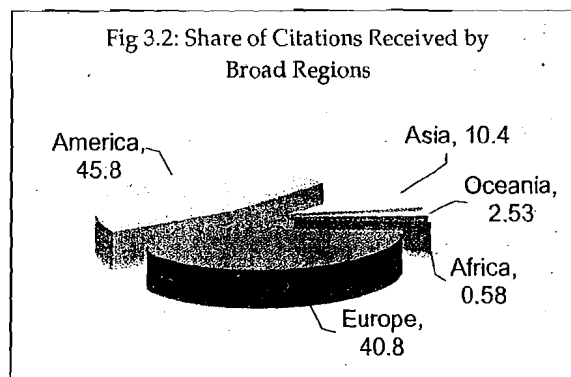 Fig 3.2: Share of Citations Received by
Broad Regions
America,
45.8
Asia, 10.4
Oceania,
2.53
Africa,
0.58
Europe,
40.8